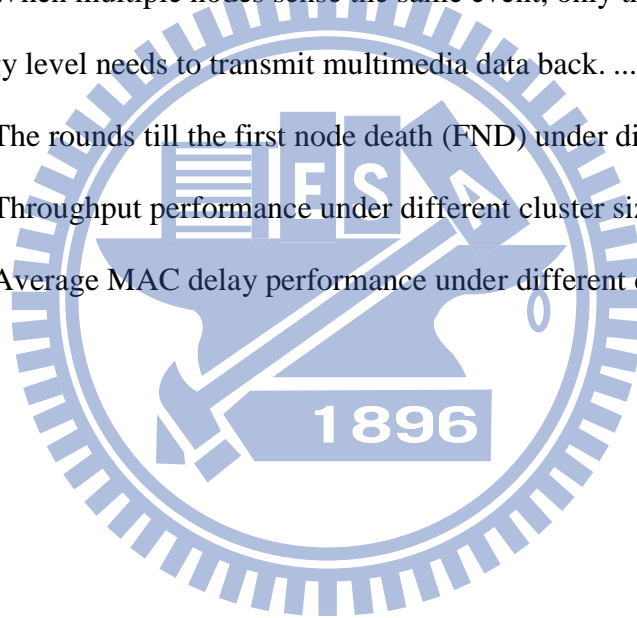 When multiple nodes sense the same event, only t
y level needs to transmit multimedia data back. ...
The rounds till the first node death (FND) under di
E S A
Throughput performance under different cluster si
Average MAC delay performance under different
1896